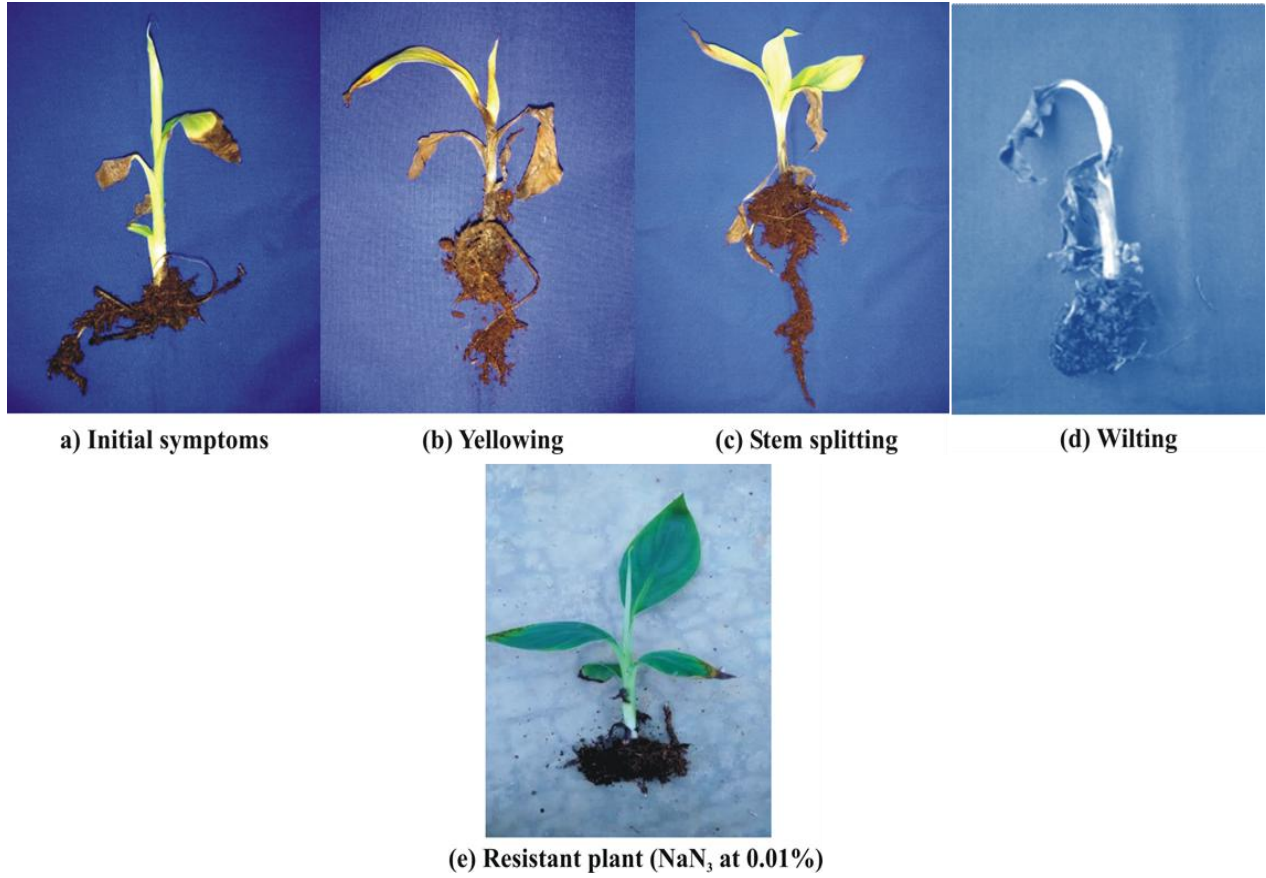 a) Initial symptoms
(b) Yellowing
(c) Stem splitting
(d) Wilting
(e) Resistant plant (NaN₃ at 0.01%)